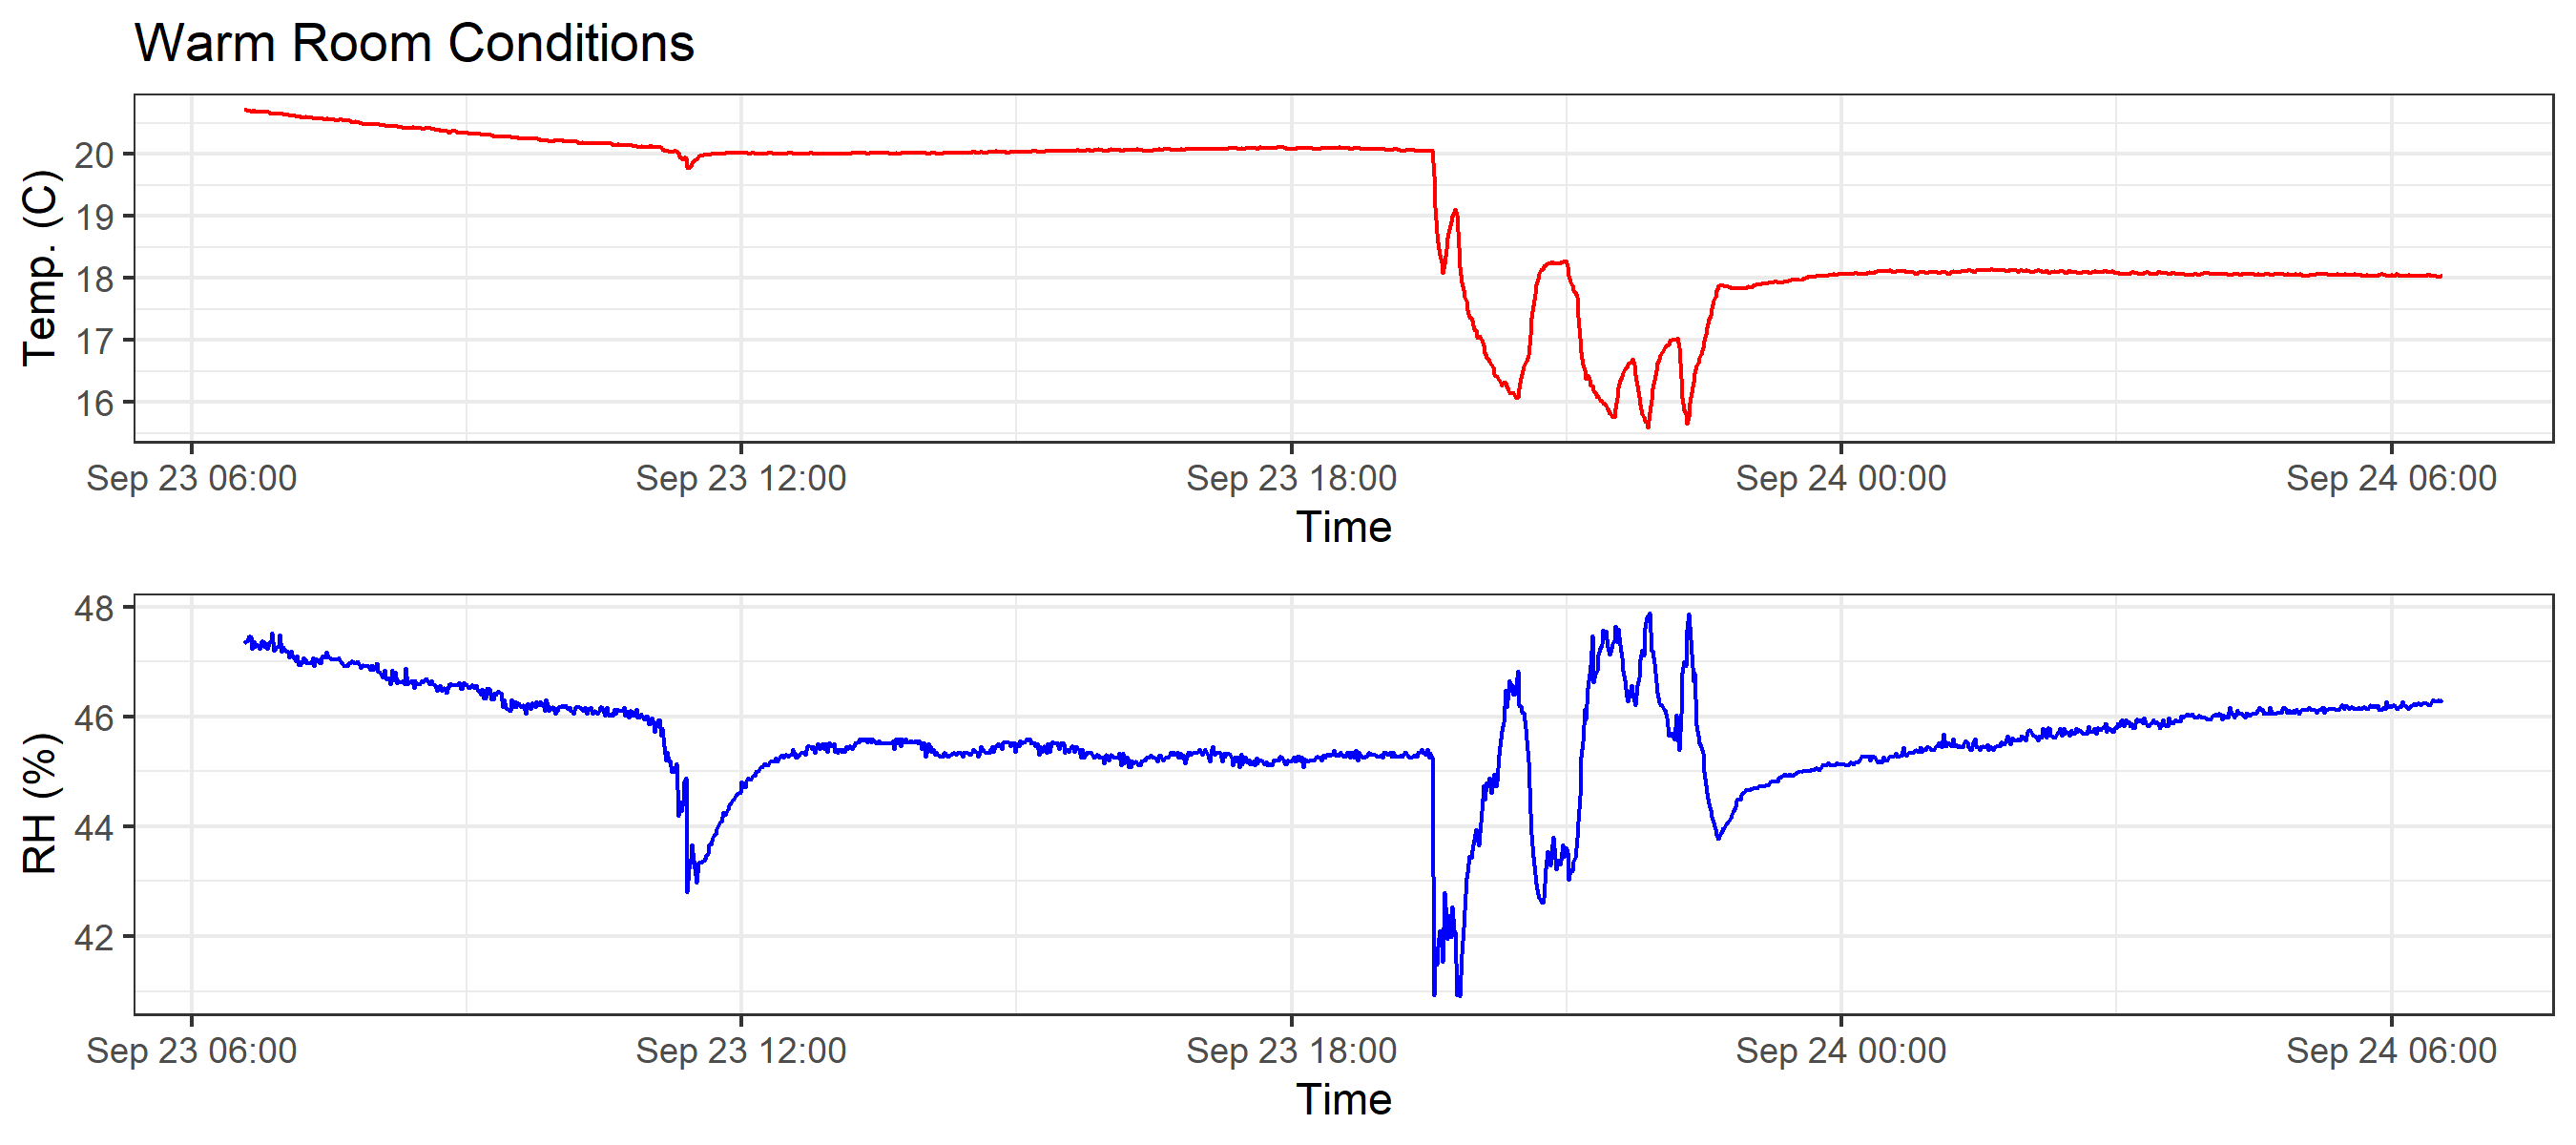 Warm Room Conditions
Temp. (C)
20
19
18
17
16
Sep 23 06:00 Sep 23 12:00 Sep 23 18:00 Sep 24 00:00 Sep 24 06:00
Time
RH (%)
48
46
44
42
Sep 23 06:00 Sep 23 12:00 Sep 23 18:00 Sep 24 00:00 Sep 24 06:00
Time